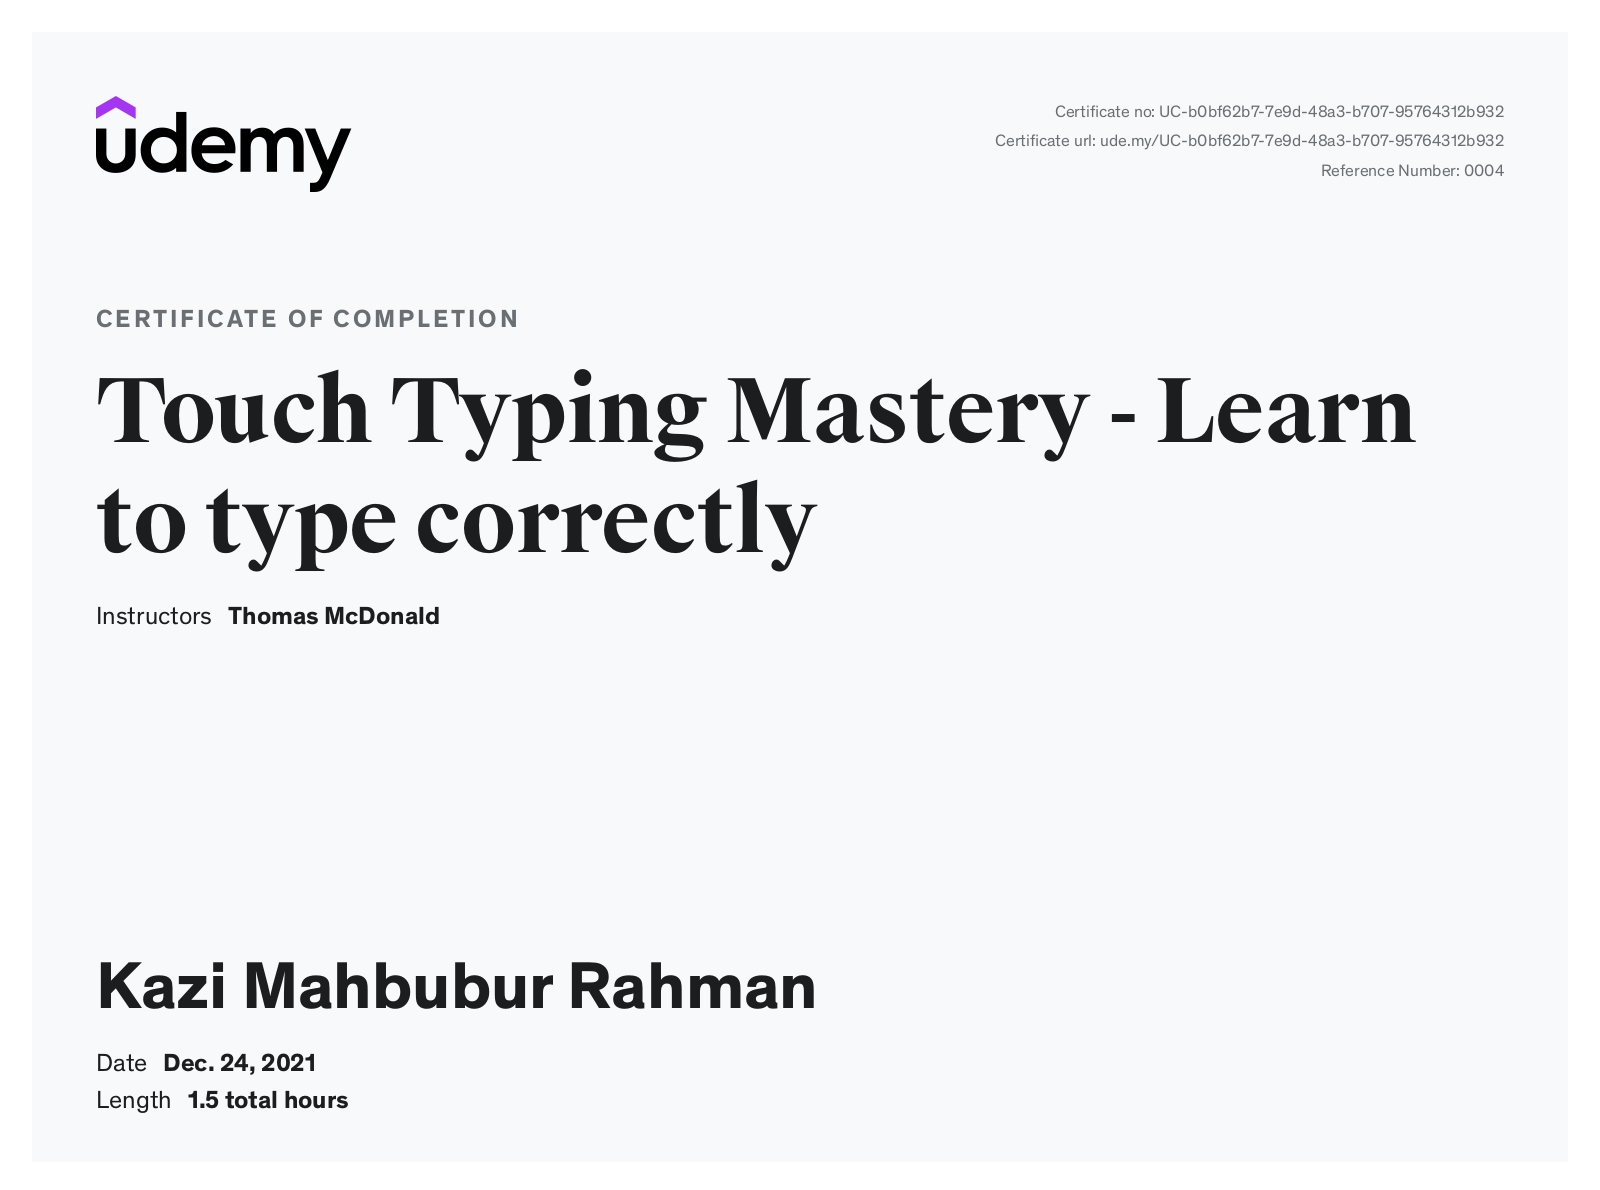 udemy
Certificate no: UC-b0bf62b7-7e9d-48a3-b707-95764312b932
Certificate url: ude.my/UC-b0bf62b7-7e9d-48a3-b707-95764312b932
Reference Number: 0004
CERTIFICATE OF COMPLETION
Touch Typing Mastery - Learn
to type correctly
Instructors Thomas McDonald
Kazi Mahbubur Rahman
Date Dec. 24, 2021
Length 1.5 total hours